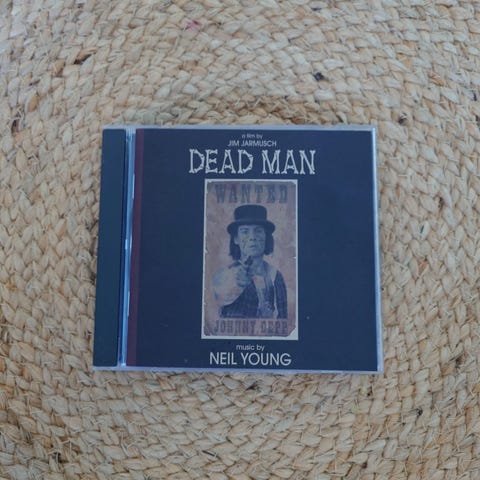 a film by
JIM JARMUSCH
DEAD MAN
WANTED
JOHNNY DEPP
music by
NEIL YOUNG